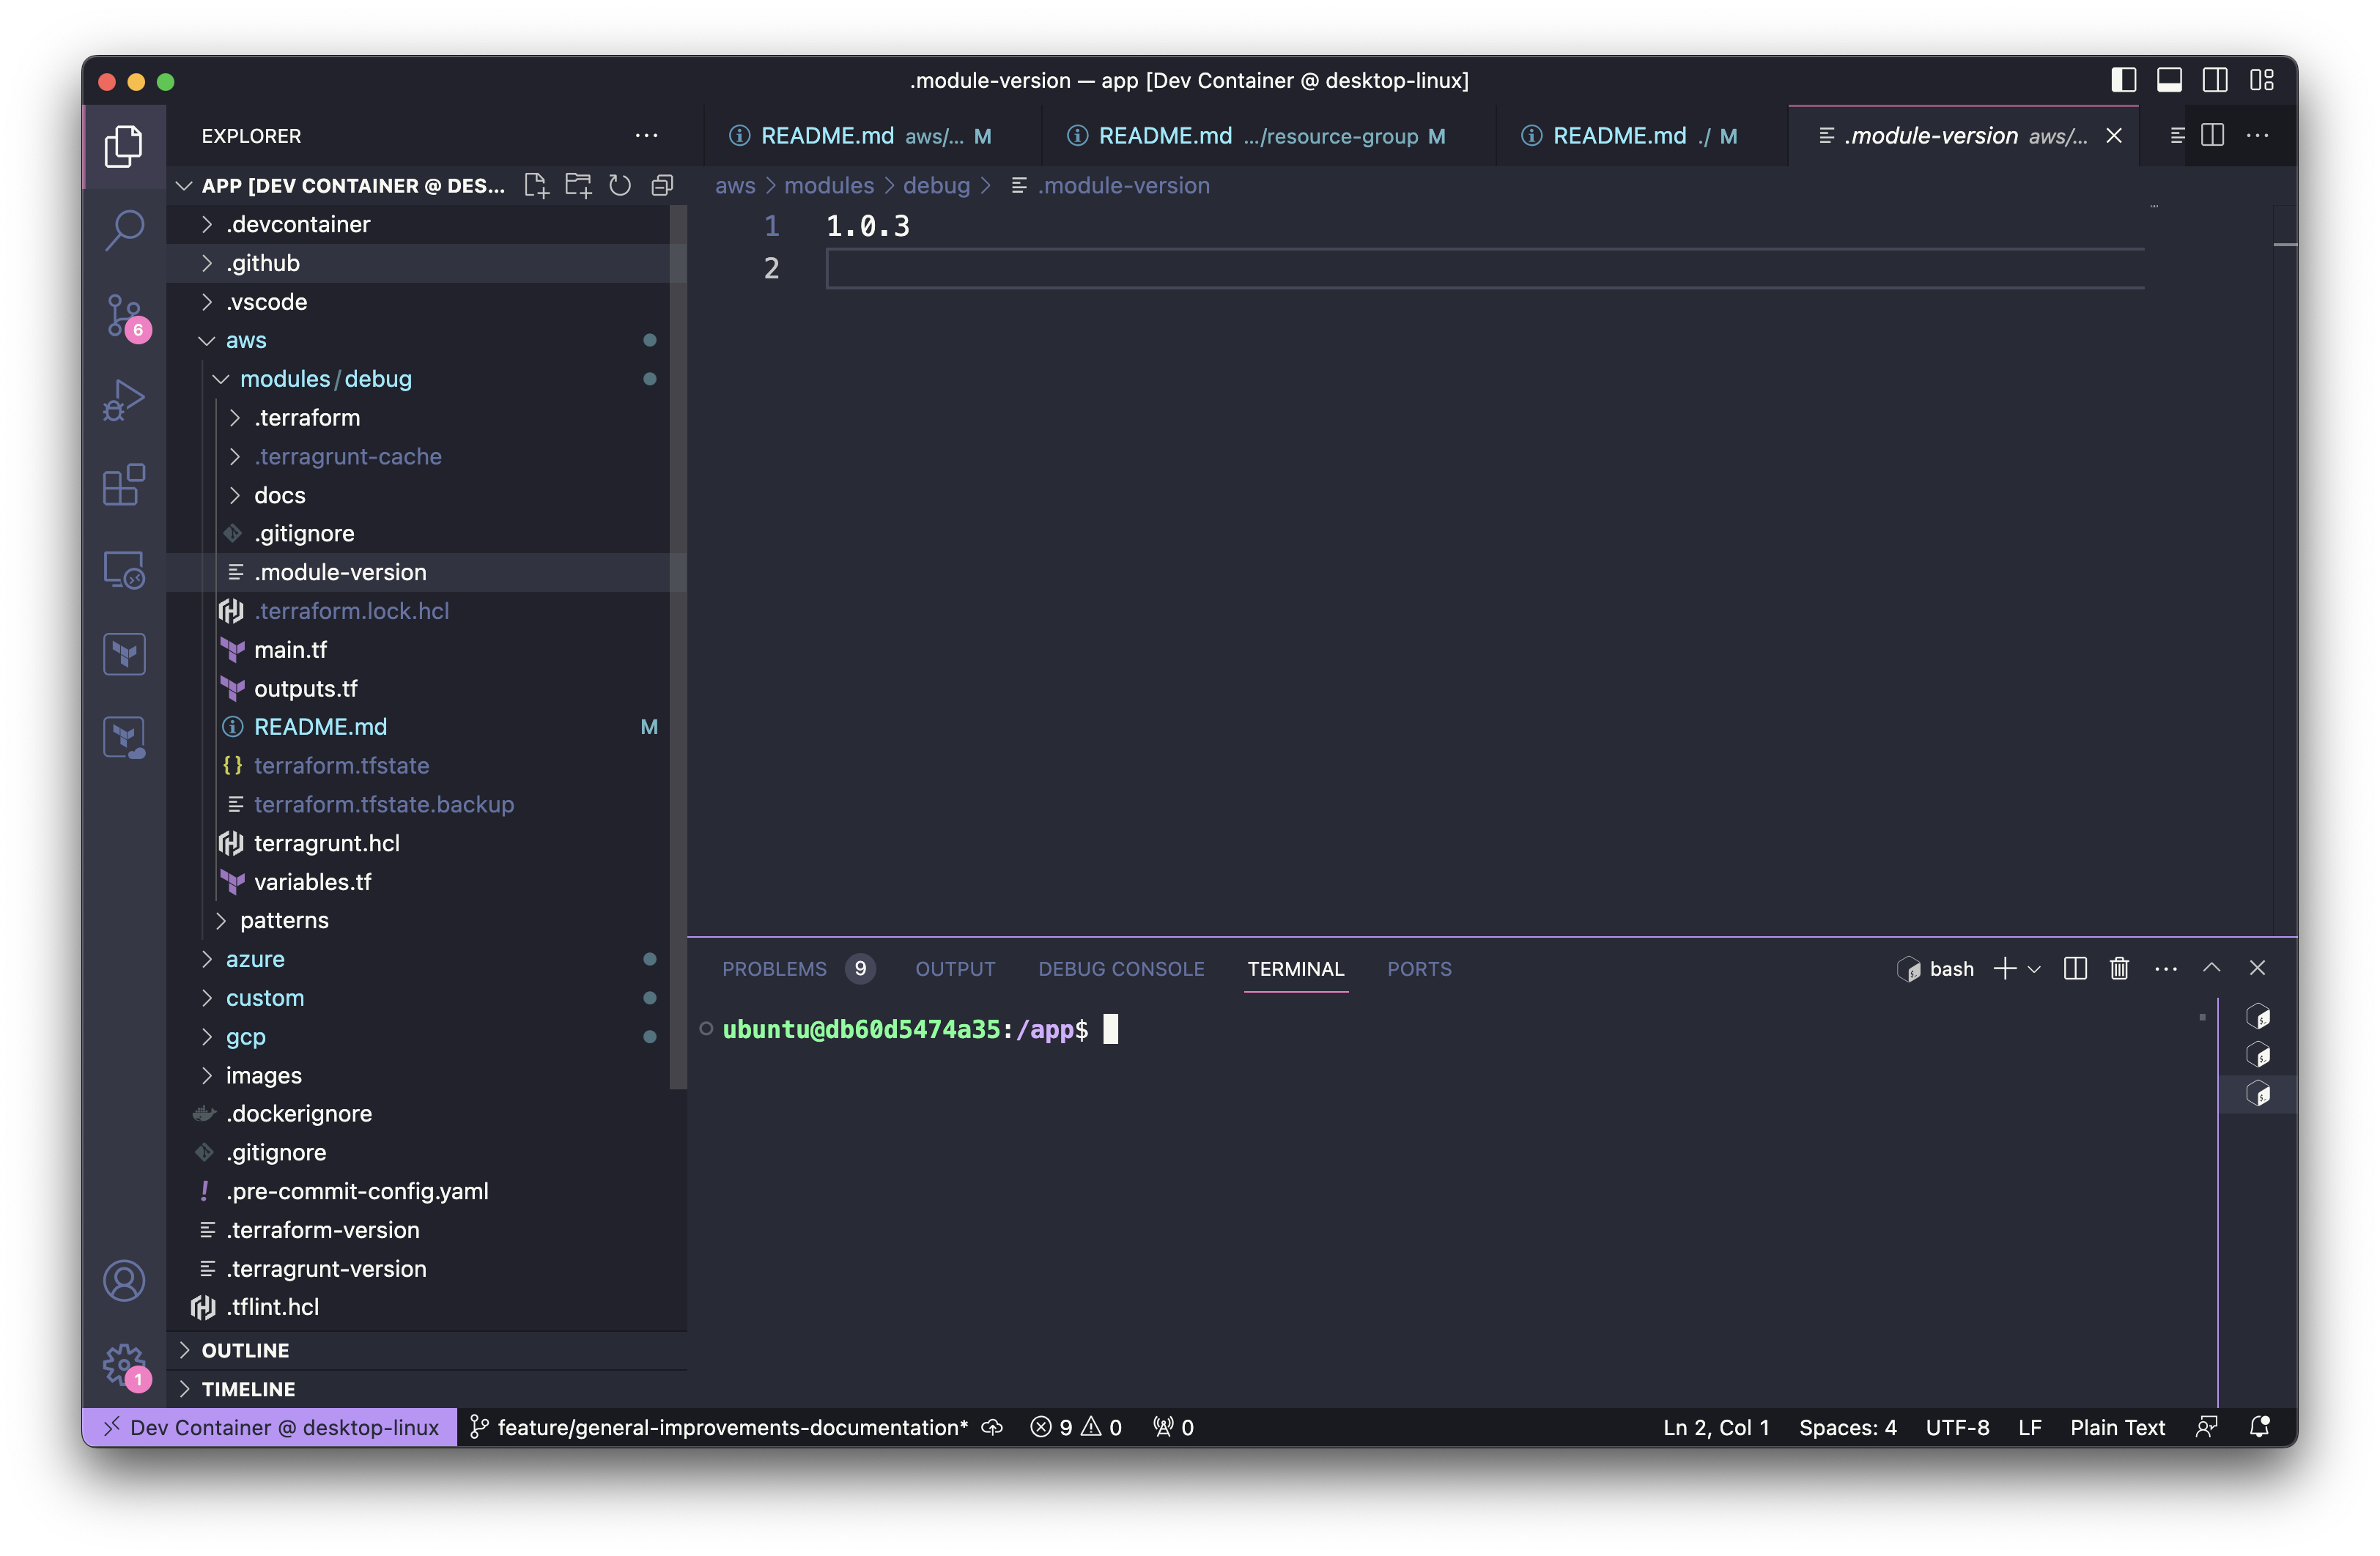 .module-version — app [Dev Container @ desktop-linux]
EXPLORER
APP [DEV CONTAINER @ DES...
.devcontainer
.github
.vscode
aws
modules/debug
.terraform
.terragrunt-cache
docs
.gitignore
.module-version
.terraform.lock.hcl
main.tf
outputs.tf
README.md M
terraform.tfstate
terraform.tfstate.backup
terragrunt.hcl
variables.tf
patterns
azure
custom
gcp
images
.dockerignore
.gitignore
.pre-commit-config.yaml
.terraform-version
.terragrunt-version
.tflint.hcl
OUTLINE
TIMELINE
6
1
README.md aws/... M README.md .../resource-group M README.md ./ M .module-version aws/...
aws > modules > debug > .module-version
1 1.0.3
2
PROBLEMS 9 OUTPUT DEBUG CONSOLE TERMINAL PORTS bash
ubuntu@db60d5474a35:/app$
Dev Container @ desktop-linux feature/general-improvements-documentation* 9 0 0 Ln 2, Col 1 Spaces: 4 UTF-8 LF Plain Text